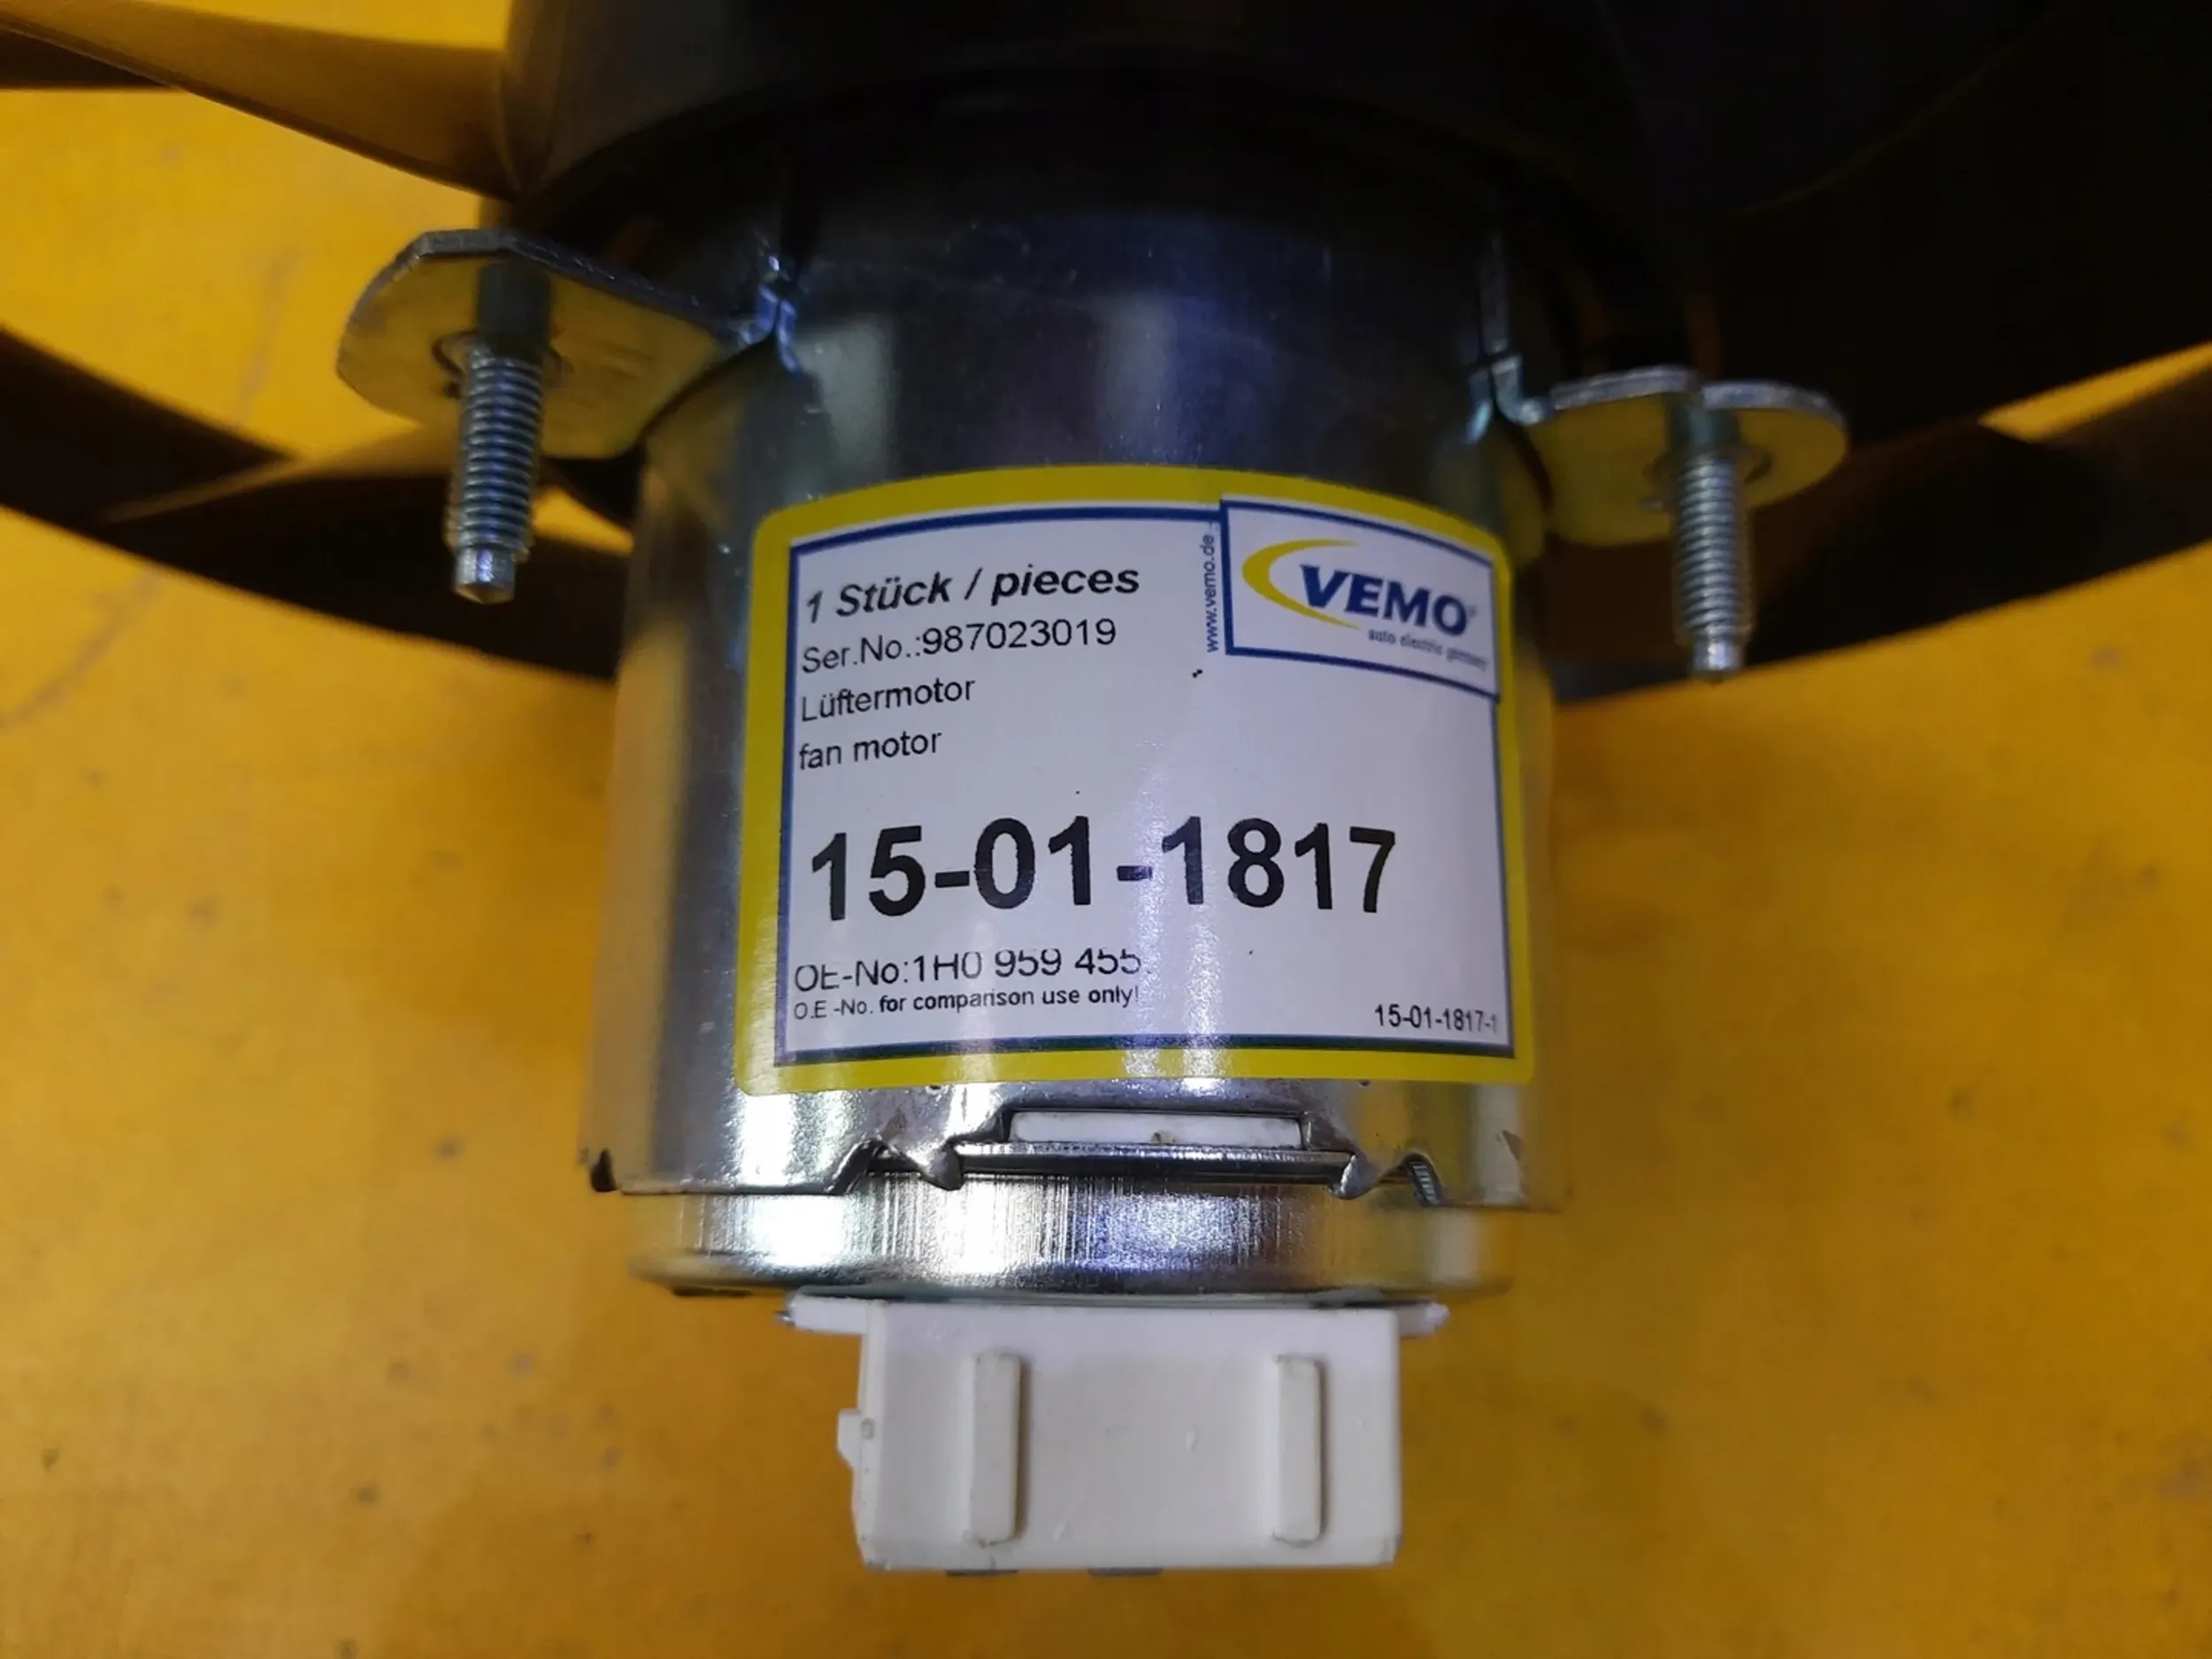 1 Stück / pieces
www.vemo.de
VEMO®
auto electric germany
Ser.No.:987023019
Lüftermotor
fan motor
15-01-1817
OE-No:1H0 959 455
O.E -No. for comparison use only!
15-01-1817-1